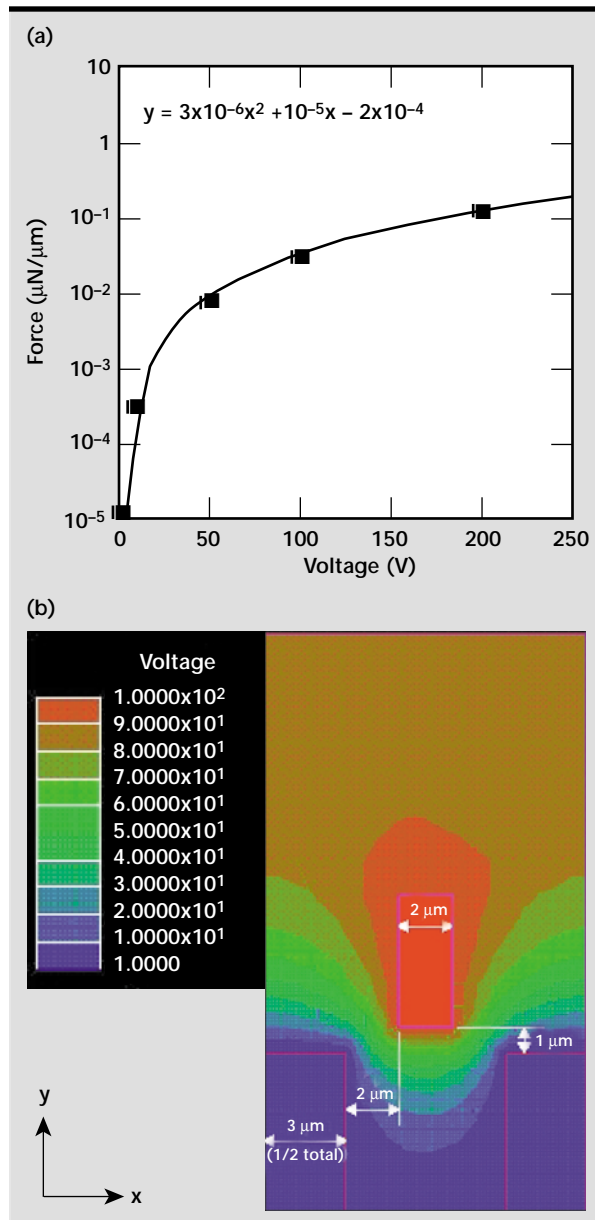 (a)
10
y = 3x10⁻⁶x² +10⁻⁵x – 2x10⁻⁴
1
10⁻¹
10⁻²
10⁻³
10⁻⁴
10⁻⁵
Force (µN/µm)
0 50 100 150 200 250
Voltage (V)
(b)
Voltage
1.0000x10²
9.0000x10¹
8.0000x10¹
7.0000x10¹
6.0000x10¹
5.0000x10¹
4.0000x10¹
3.0000x10¹
2.0000x10¹
1.0000x10¹
1.0000
2 µm
1 µm
2 µm
3 µm
(1/2 total)
y
x